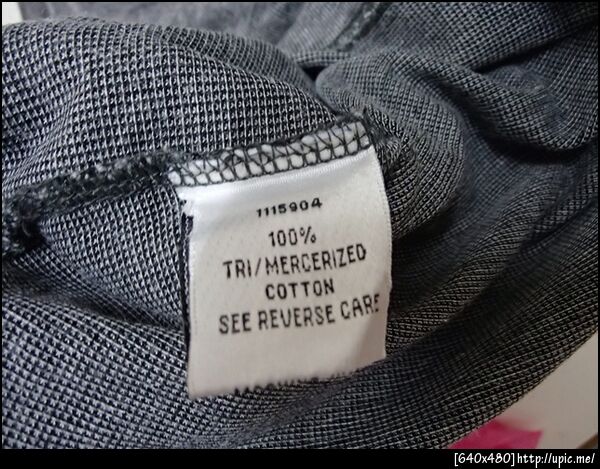 1115904
100%
TRI/MERCERIZED
COTTON
SEE REVERSE CARE
[640x480]http://upic.me/